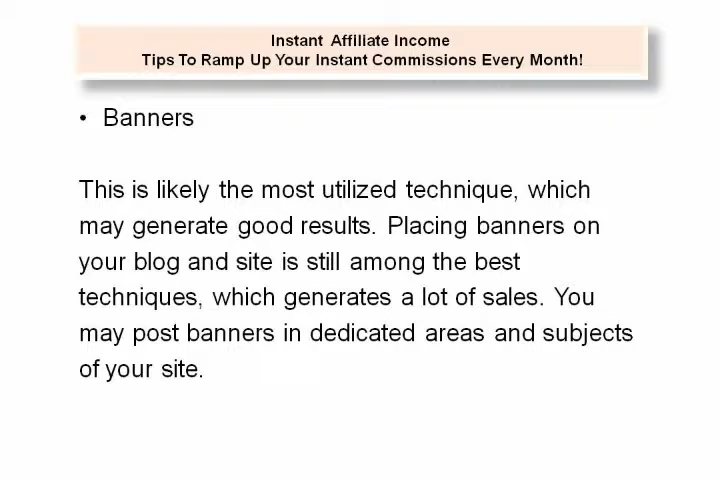 Instant Affiliate Income
Tips To Ramp Up Your Instant Commissions Every Month!
• Banners
This is likely the most utilized technique, which
may generate good results. Placing banners on
your blog and site is still among the best
techniques, which generates a lot of sales. You
may post banners in dedicated areas and subjects
of your site.